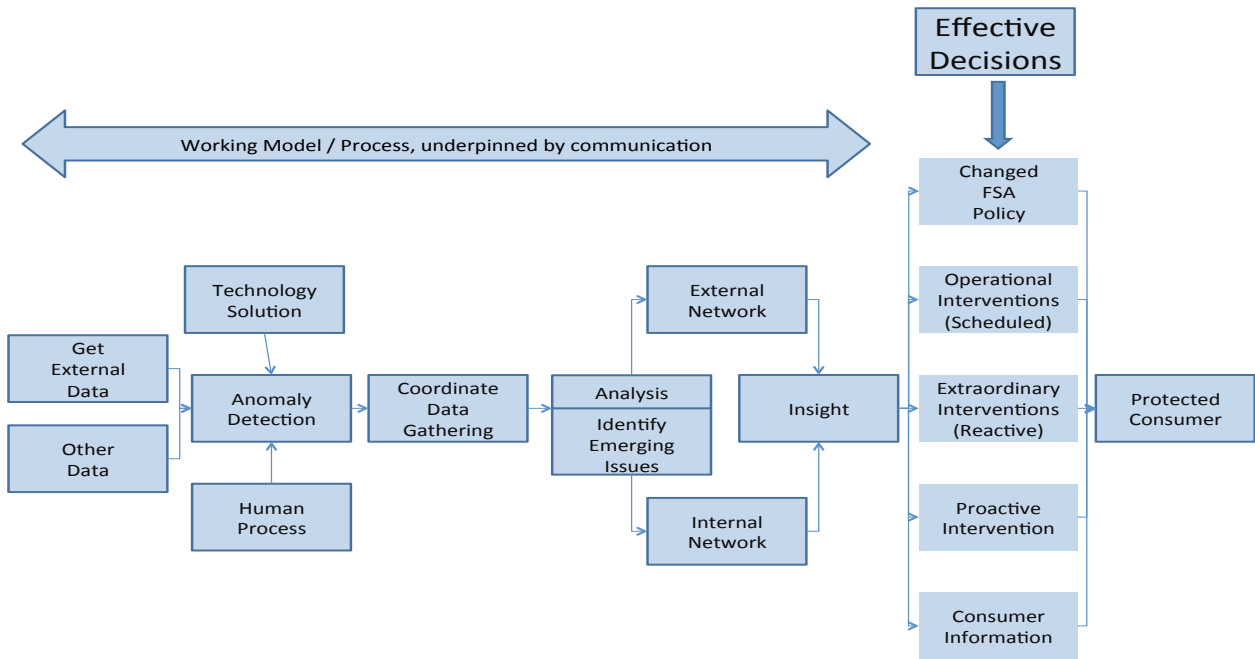 Effective
Decisions
Working Model / Process, underpinned by communication
Changed
FSA
Policy
Technology
Solution
External
Network
Operational
Interventions
(Scheduled)
Get
External
Data
Anomaly
Detection
Coordinate
Data
Gathering
Analysis
Identify
Emerging
Issues
Insight
Extraordinary
Interventions
(Reactive)
Protected
Consumer
Other
Data
Human
Process
Internal
Network
Proactive
Intervention
Consumer
Information